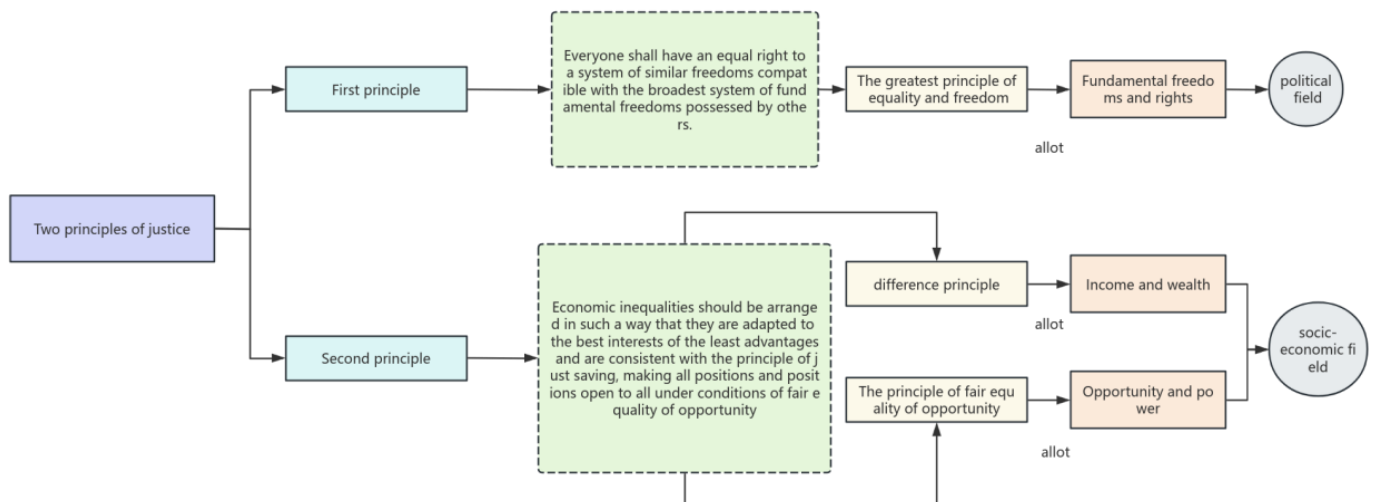 Two principles of justice
First principle
Everyone shall have an equal right to
a system of similar freedoms compat
ible with the broadest system of fund
amental freedoms possessed by othe
rs.
The greatest principle of
equality and freedom
allot
Fundamental freedo
ms and rights
political
field
Second principle
Economic inequalities should be arrange
d in such a way that they are adapted to
the best interests of the least advantages
and are consistent with the principle of j
ust saving, making all positions and posit
ions open to all under conditions of fair e
quality of opportunity
difference principle
allot
Income and wealth
The principle of fair equ
ality of opportunity
allot
Opportunity and po
wer
socic-
economic fi
eld